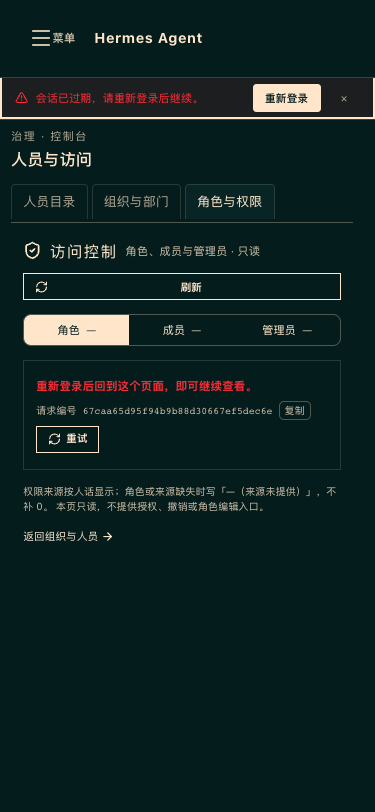 菜单 Hermes Agent
会话已过期，请重新登录后继续。 重新登录 ×
治理 · 控制台
人员与访问
人员目录 组织与部门 角色与权限
访问控制 角色、成员与管理员 · 只读
刷新
角色 — 成员 — 管理员 —
重新登录后回到这个页面，即可继续查看。
请求编号 67caa65d95f94b9b88d30667ef5dec6e 复制
重试
权限来源按人话显示；角色或来源缺失时写「—（来源未提供）」，不
补 0。本页只读，不提供授权、撤销或角色编辑入口。
返回组织与人员 →